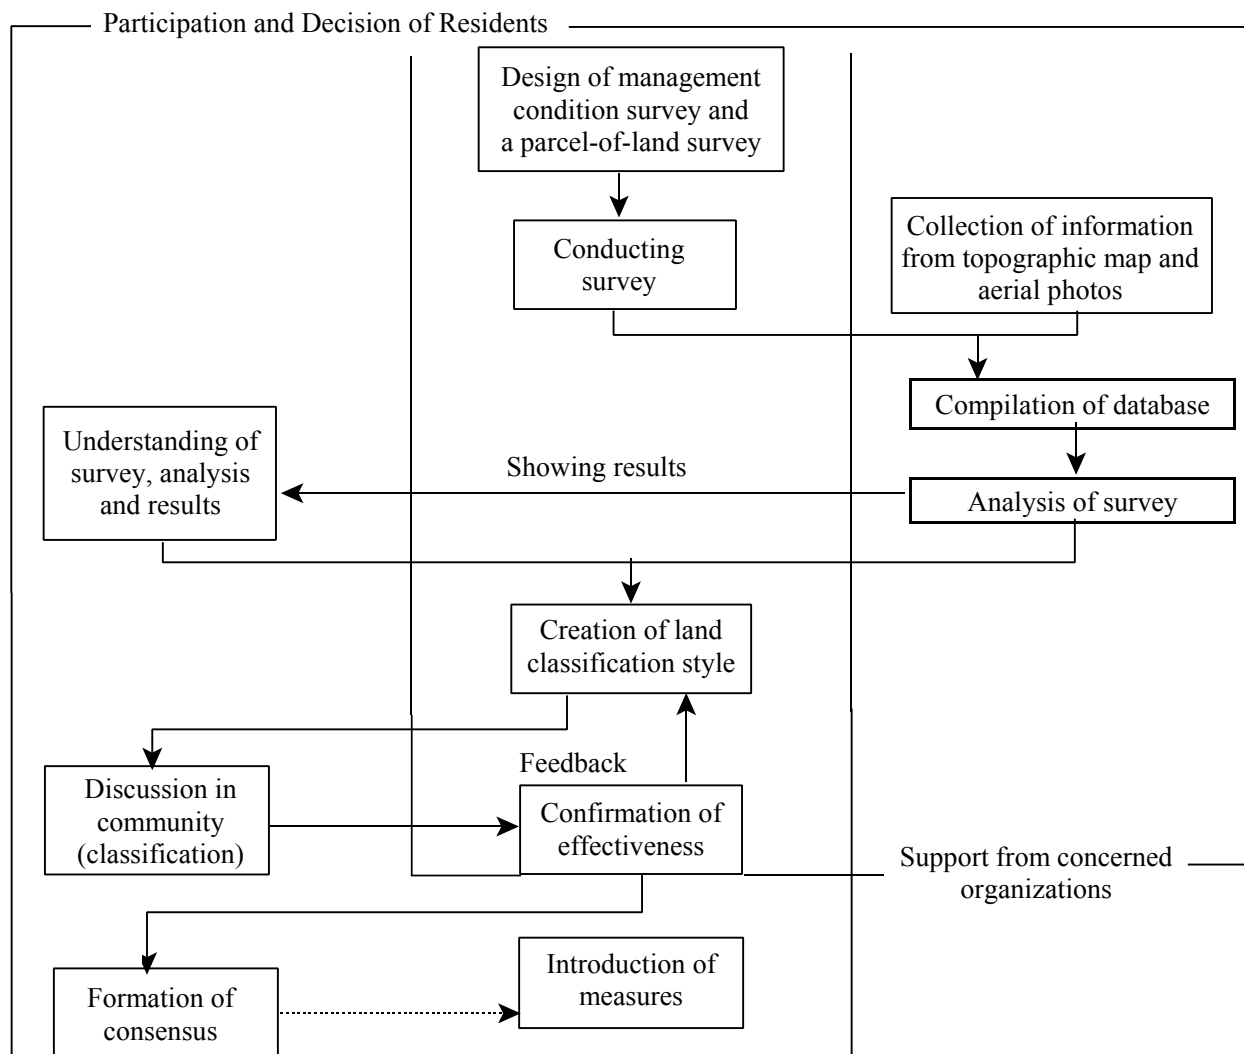 Participation and Decision of Residents
Design of management
condition survey and
a parcel-of-land survey
Conducting
survey
Collection of information
from topographic map and
aerial photos
Compilation of database
Understanding of
survey, analysis
and results
Showing results
Analysis of survey
Creation of land
classification style
Feedback
Discussion in
community
(classification)
Confirmation of
effectiveness
Support from concerned
organizations
Formation of
consensus
Introduction of
measures